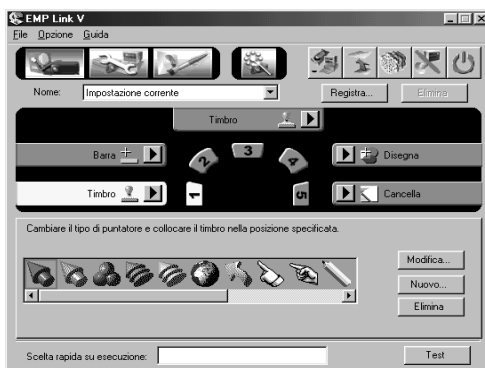 EMP Link V
File Opzione Guida
Nome: Impostazione corrente Registra... Elimina
Timbro
Barra 2 3 4 Disegna
Timbro 1 5 Cancella
Cambiare il tipo di puntatore e collocare il timbro nella posizione specificata.
Modifica...
Nuovo...
Elimina
Scelta rapida su esecuzione: Test